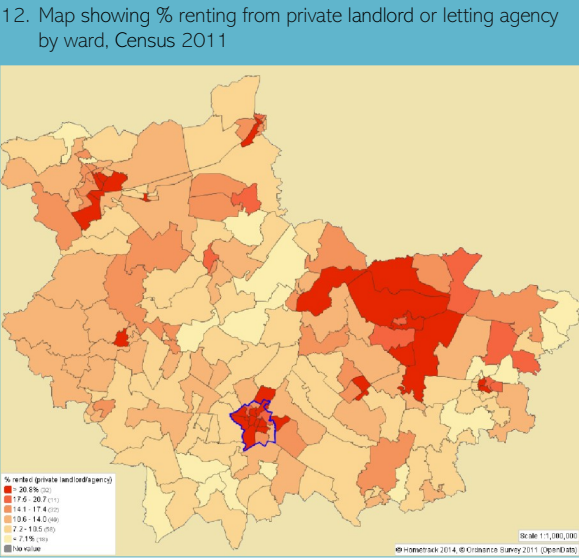 12. Map showing % renting from private landlord or letting agency
by ward, Census 2011
% rented (private landlord/agency)
> 20.8% (32)
17.6 - 20.7 (11)
14.1 - 17.4 (32)
10.6 - 14.0 (49)
7.2 - 10.5 (58)
< 7.1% (18)
No value
Scale 1:1,000,000
© Hometrack 2014, © Ordnance Survey 2011 (OpenData)